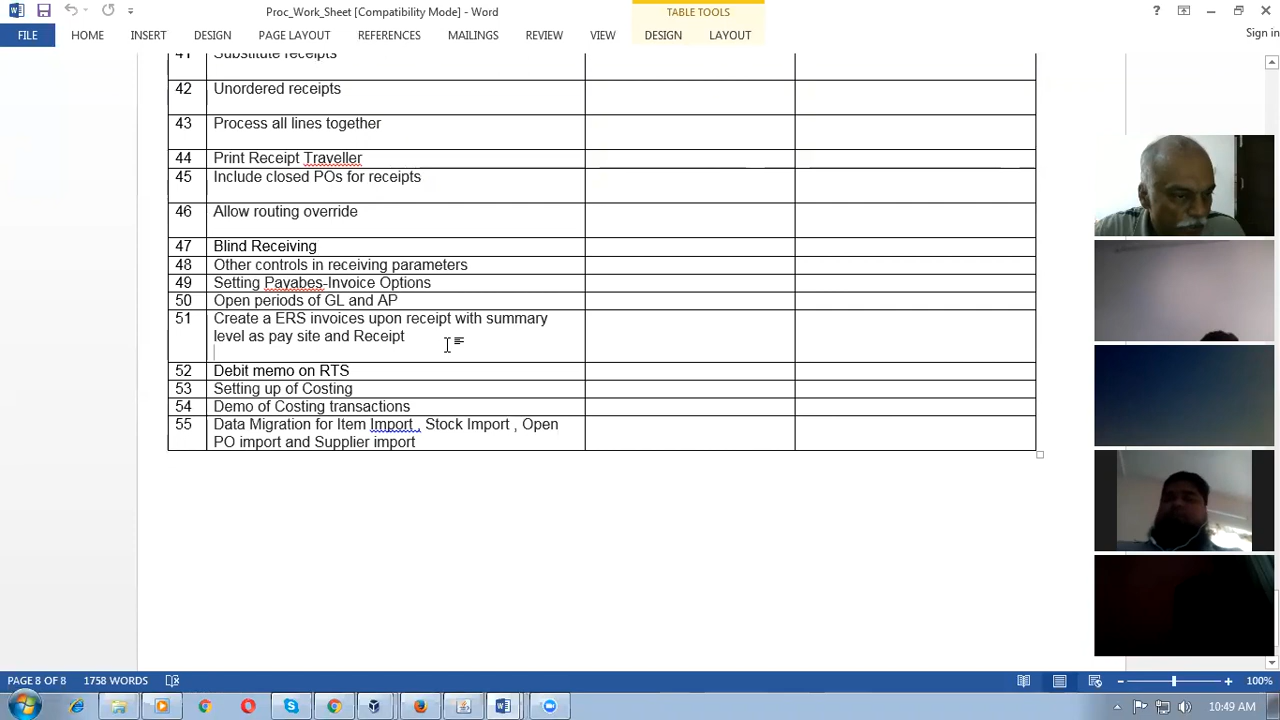 Proc_Work_Sheet [Compatibility Mode] - Word
TABLE TOOLS
FILE
HOME
INSERT
DESIGN
PAGE LAYOUT
REFERENCES
MAILINGS
REVIEW
VIEW
DESIGN
LAYOUT
Sign in
41 Substitute receipts
42 Unordered receipts
43 Process all lines together
44 Print Receipt Traveller
45 Include closed POs for receipts
46 Allow routing override
47 Blind Receiving
48 Other controls in receiving parameters
49 Setting Payabes-Invoice Options
50 Open periods of GL and AP
51 Create a ERS invoices upon receipt with summary
level as pay site and Receipt
52 Debit memo on RTS
53 Setting up of Costing
54 Demo of Costing transactions
55 Data Migration for Item Import , Stock Import , Open
PO import and Supplier import
PAGE 8 OF 8
1758 WORDS
100%
10:49 AM